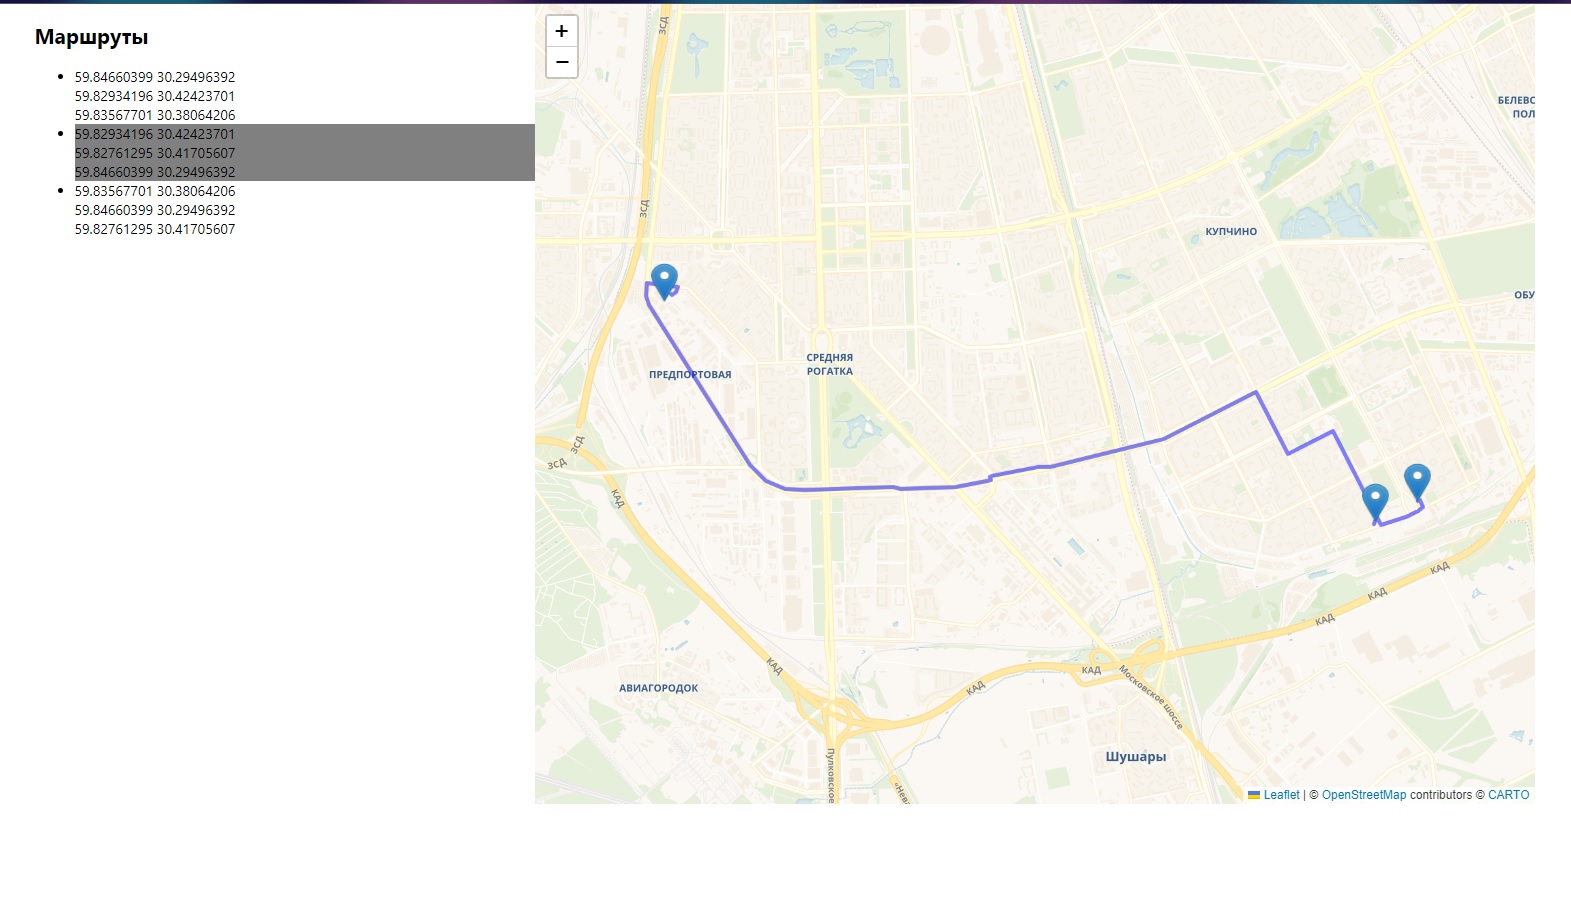 Маршруты
59.84660399 30.29496392
59.82934196 30.42423701
59.83567701 30.38064206
59.82934196 30.42423701
59.82761295 30.41705607
59.84660399 30.29496392
59.83567701 30.38064206
59.84660399 30.29496392
59.82761295 30.41705607
+
−
ЗСД
БЕЛЕВС
ПОЛ
ЗСД
КУПЧИНО
ОБУ
СРЕДНЯЯ
РОГАТКА
ПРЕДПОРТОВАЯ
ЗСД
ЗСД
КАД
КАД
КАД
КАД
КАД
КАД
КАД
КАД
Московское шоссе
АВИАГОРОДОК
Шушары
Пулковское
«Нева
Leaflet | © OpenStreetMap contributors © CARTO